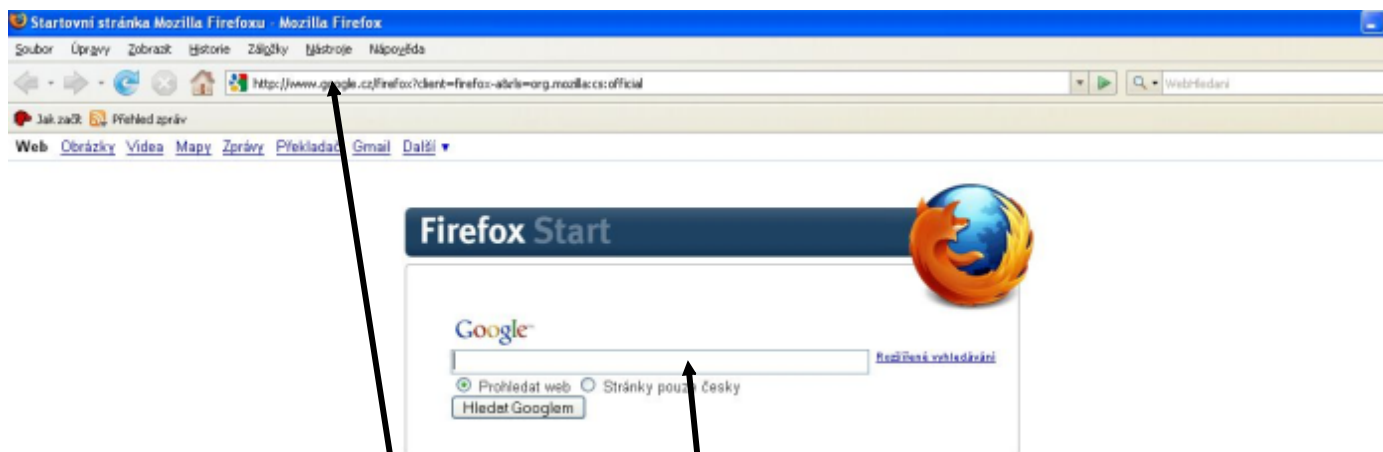 Startovní stránka Mozilla Firefoxu - Mozilla Firefox
Soubor Úpravy Zobrazit Historie Záložky Nástroje Nápověda
http://www.google.cz/firefox?client=firefox-a&rls=org.mozilla:cs:official WebHledani
Jak začít Přehled zpráv
Web Obrázky Videa Mapy Zprávy Překladač Gmail Další
Firefox Start
Google
Rozšířené vyhledávání
Prohledat web Stránky pouze česky
Hledat Googlem